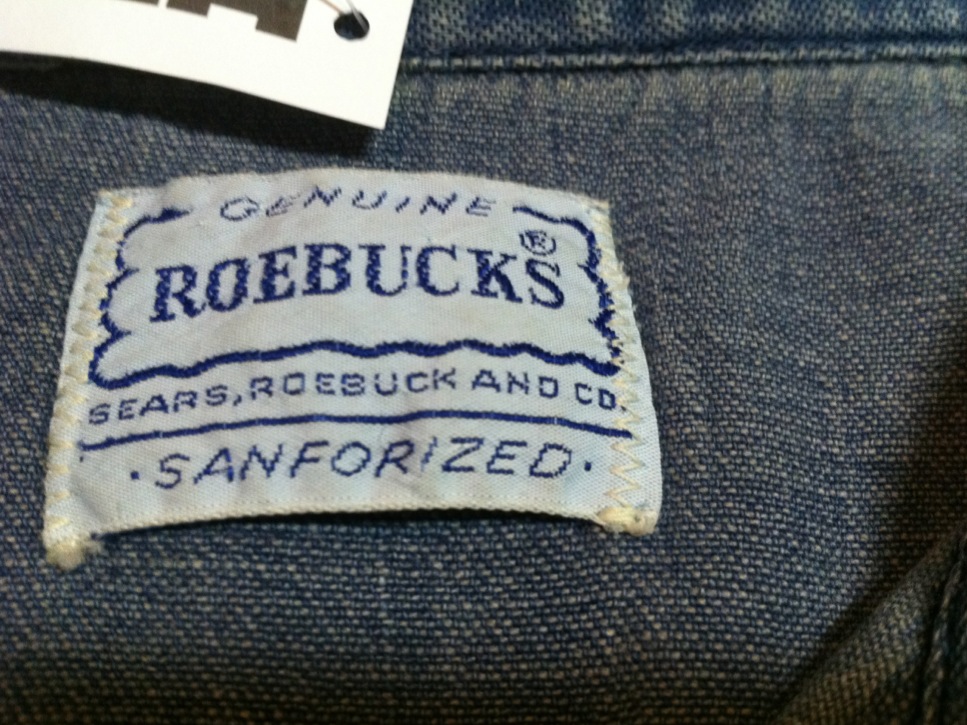 GENUINE
ROEBUCKS®
SEARS, ROEBUCK AND CO.
·SANFORIZED·